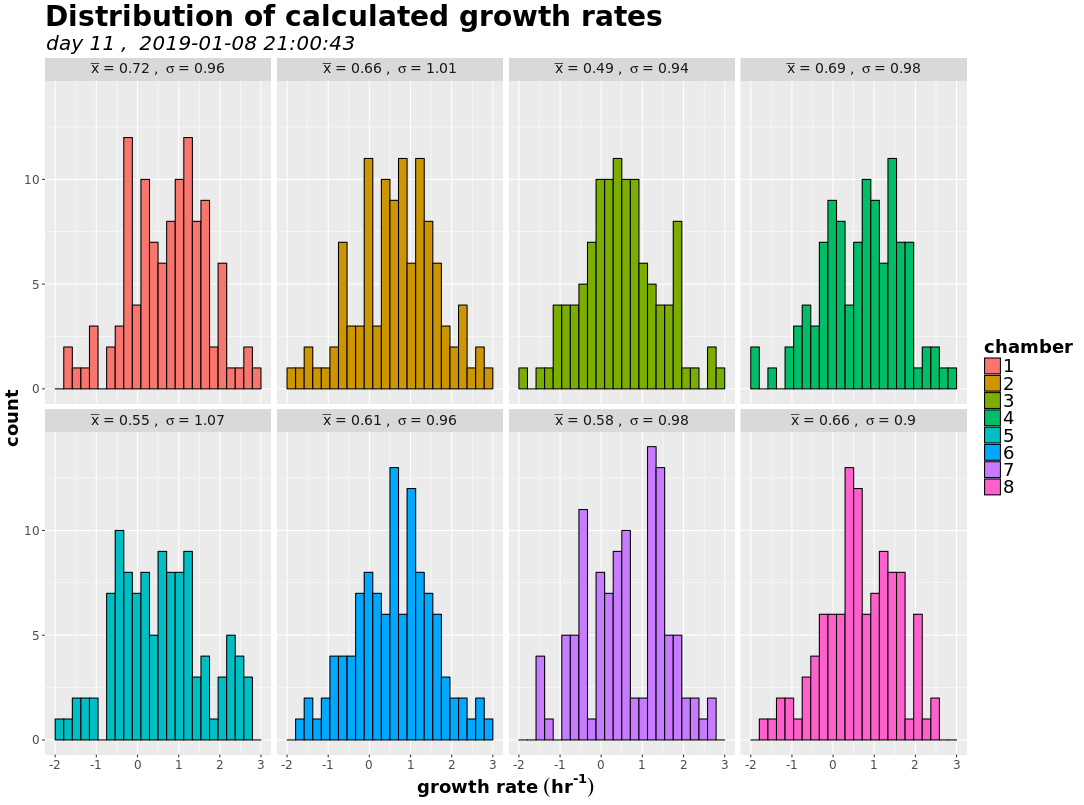 Distribution of calculated growth rates
day 11 ,  2019-01-08 21:00:43
x̅ = 0.72 ,  σ = 0.96
x̅ = 0.66 ,  σ = 1.01
x̅ = 0.49 ,  σ = 0.94
x̅ = 0.69 ,  σ = 0.98
10
5
0
x̅ = 0.55 ,  σ = 1.07
x̅ = 0.61 ,  σ = 0.96
x̅ = 0.58 ,  σ = 0.98
x̅ = 0.66 ,  σ = 0.9
10
5
0
-2 -1 0 1 2 3
-2 -1 0 1 2 3
-2 -1 0 1 2 3
-2 -1 0 1 2 3
count
growth rate (hr⁻¹)
chamber
1
2
3
4
5
6
7
8